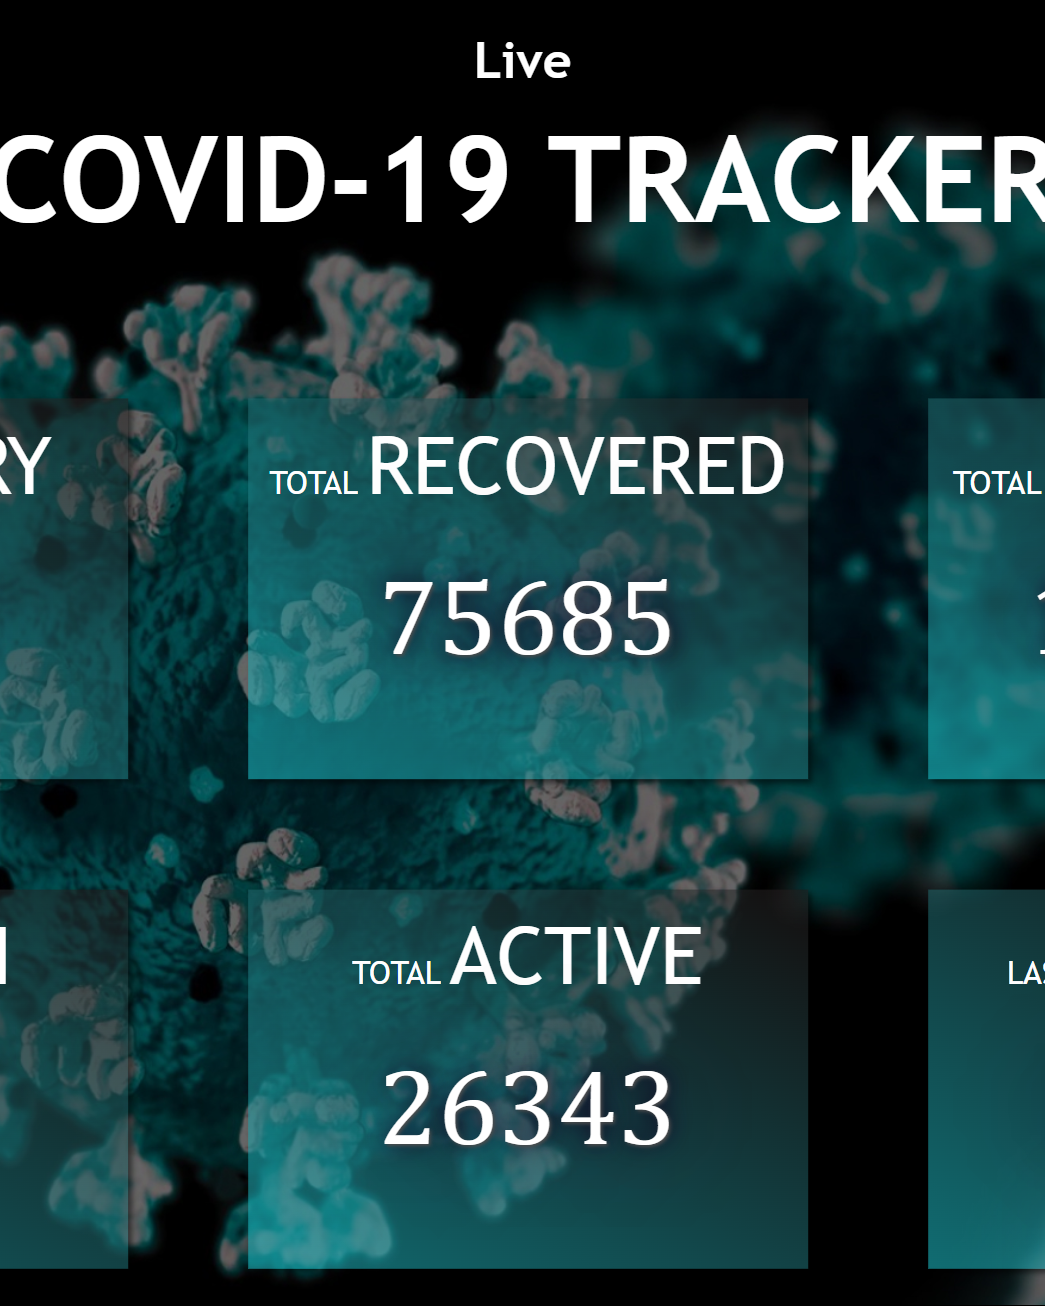 Live
COVID-19 TRACKER
TOTAL RECOVERED
TOTAL
75685
TOTAL ACTIVE
26343